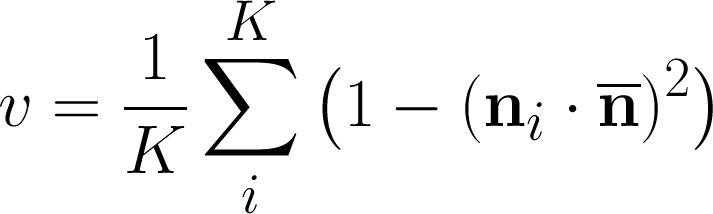 v = \frac{1}{K} \sum_{i}^{K} \left( 1 - (\mathbf{n}_i \cdot \overline{\mathbf{n}})^2 \right)